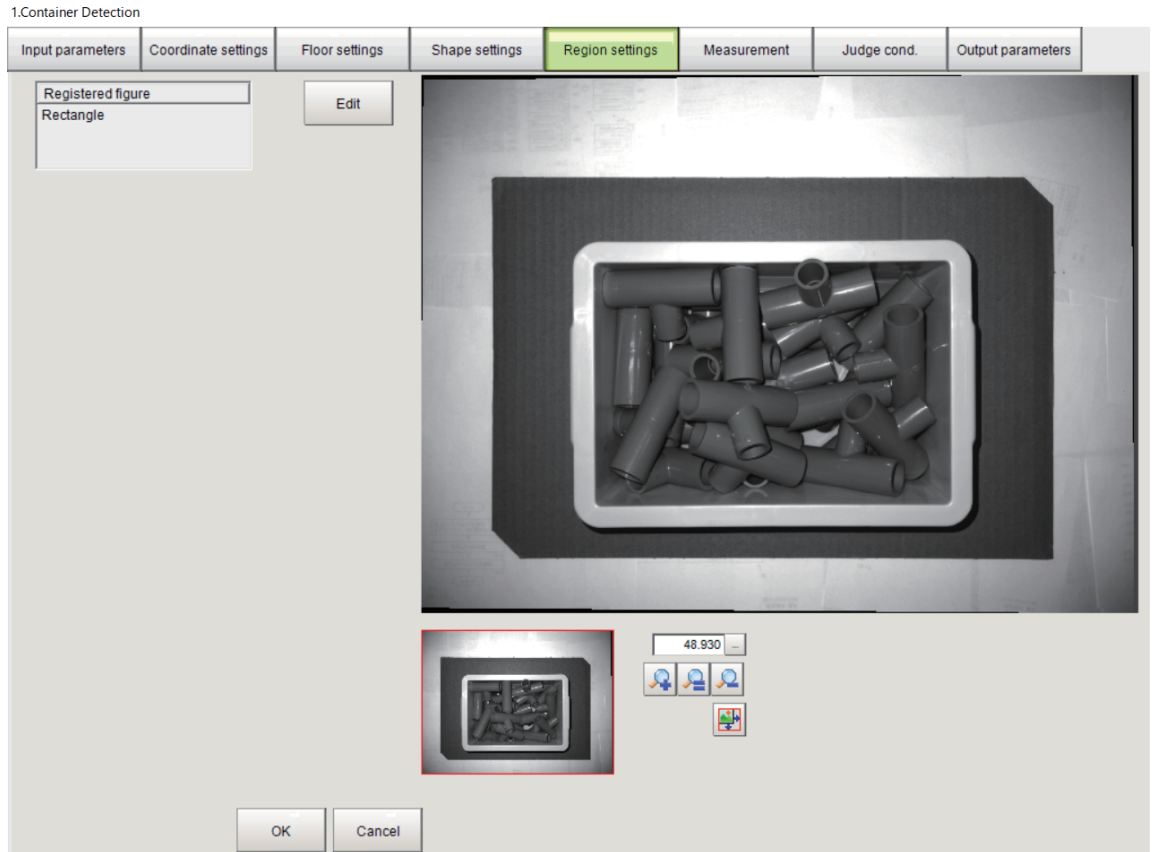 1.Container Detection
Input parameters
Coordinate settings
Floor settings
Shape settings
Region settings
Measurement
Judge cond.
Output parameters
Registered figure
Rectangle
Edit
48.930
...
OK
Cancel